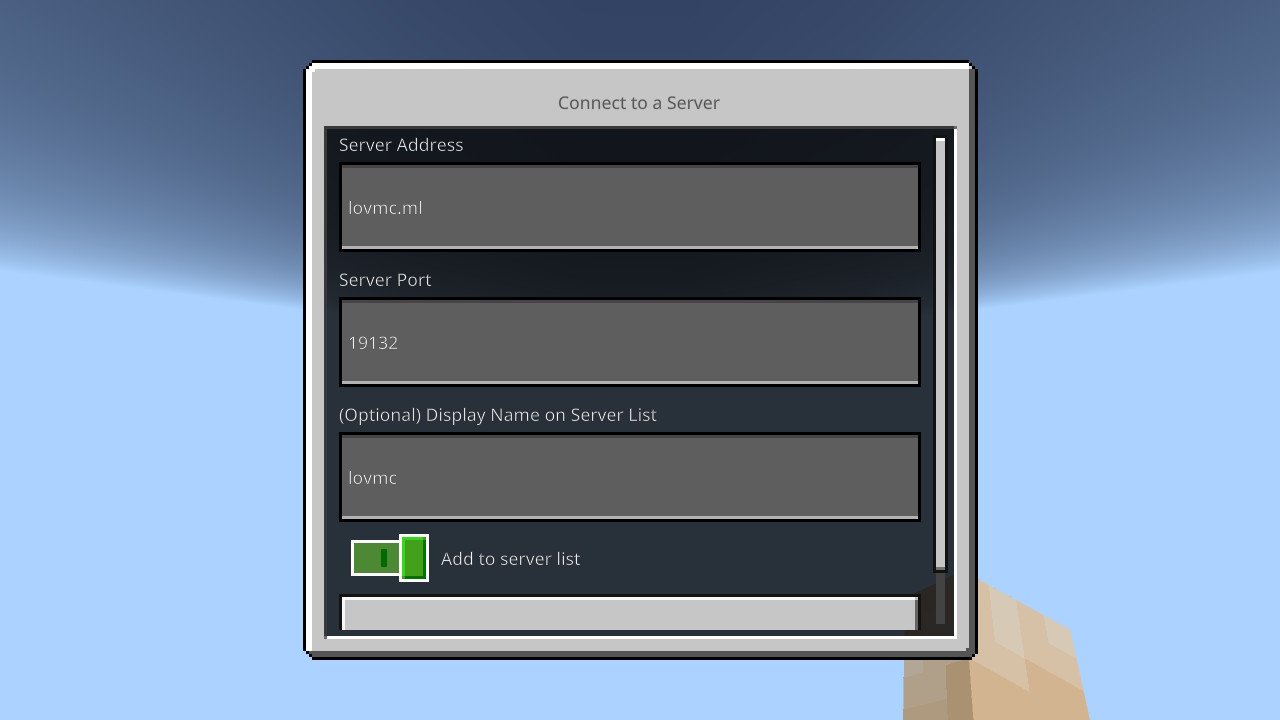 Connect to a Server
Server Address
lovmc.ml
Server Port
19132
(Optional) Display Name on Server List
lovmc
Add to server list